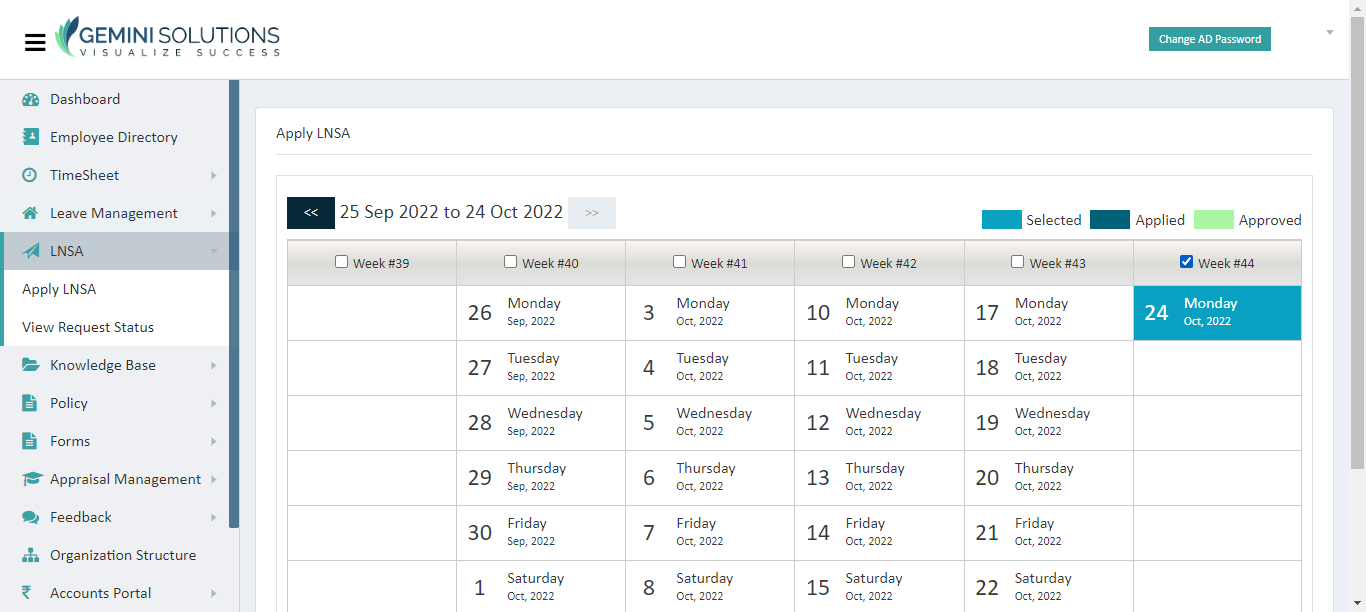 GEMINI SOLUTIONS
VISUALIZE SUCCESS
Change AD Password
Dashboard
Employee Directory
TimeSheet
Leave Management
LNSA
Apply LNSA
View Request Status
Knowledge Base
Policy
Forms
Appraisal Management
Feedback
Organization Structure
Accounts Portal
Apply LNSA
<< 25 Sep 2022 to 24 Oct 2022 >>
Selected Applied Approved
Week #39 Week #40 Week #41 Week #42 Week #43 Week #44
26 Monday 3 Monday 10 Monday 17 Monday 24 Monday
Sep, 2022 Oct, 2022 Oct, 2022 Oct, 2022 Oct, 2022
27 Tuesday 4 Tuesday 11 Tuesday 18 Tuesday
Sep, 2022 Oct, 2022 Oct, 2022 Oct, 2022
28 Wednesday 5 Wednesday 12 Wednesday 19 Wednesday
Sep, 2022 Oct, 2022 Oct, 2022 Oct, 2022
29 Thursday 6 Thursday 13 Thursday 20 Thursday
Sep, 2022 Oct, 2022 Oct, 2022 Oct, 2022
30 Friday 7 Friday 14 Friday 21 Friday
Sep, 2022 Oct, 2022 Oct, 2022 Oct, 2022
1 Saturday 8 Saturday 15 Saturday 22 Saturday
Oct, 2022 Oct, 2022 Oct, 2022 Oct, 2022